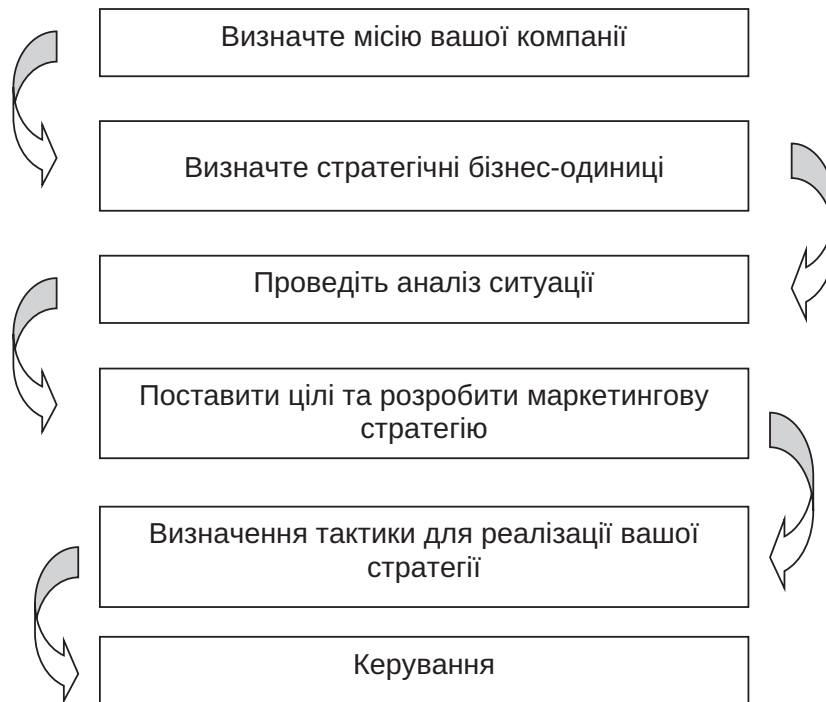 Визначте місію вашої компанії
Визначте стратегічні бізнес-одиниці
Проведіть аналіз ситуації
Поставити цілі та розробити маркетингову
стратегію
Визначення тактики для реалізації вашої
стратегії
Керування